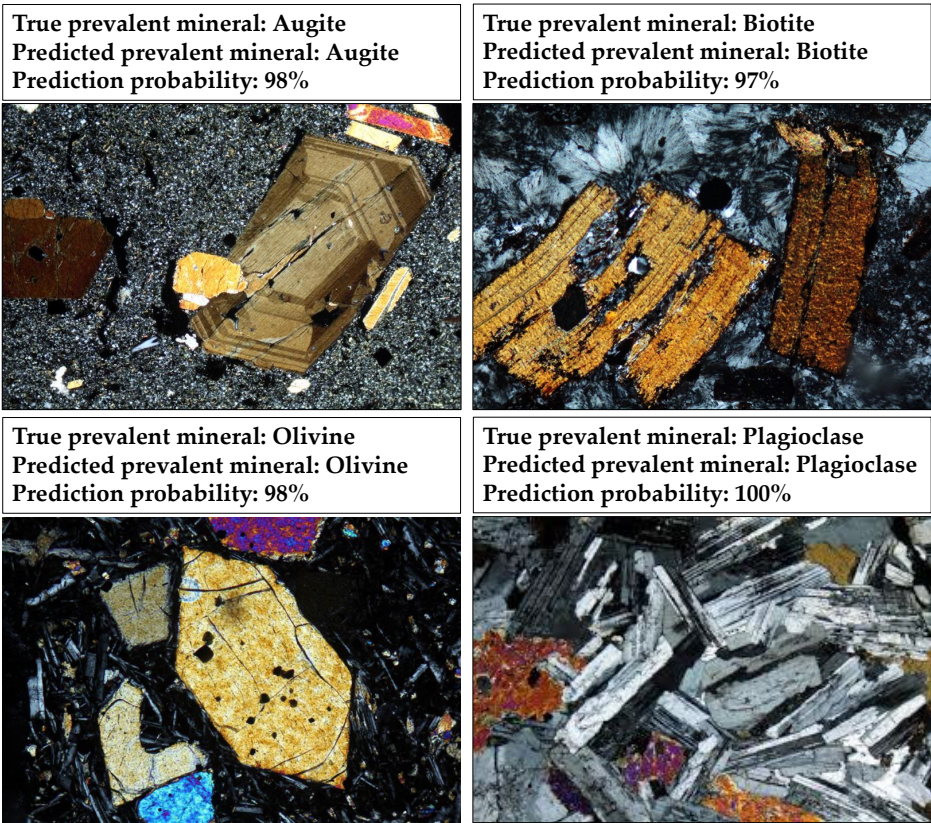 True prevalent mineral: Augite
Predicted prevalent mineral: Augite
Prediction probability: 98%
True prevalent mineral: Biotite
Predicted prevalent mineral: Biotite
Prediction probability: 97%
True prevalent mineral: Olivine
Predicted prevalent mineral: Olivine
Prediction probability: 98%
True prevalent mineral: Plagioclase
Predicted prevalent mineral: Plagioclase
Prediction probability: 100%